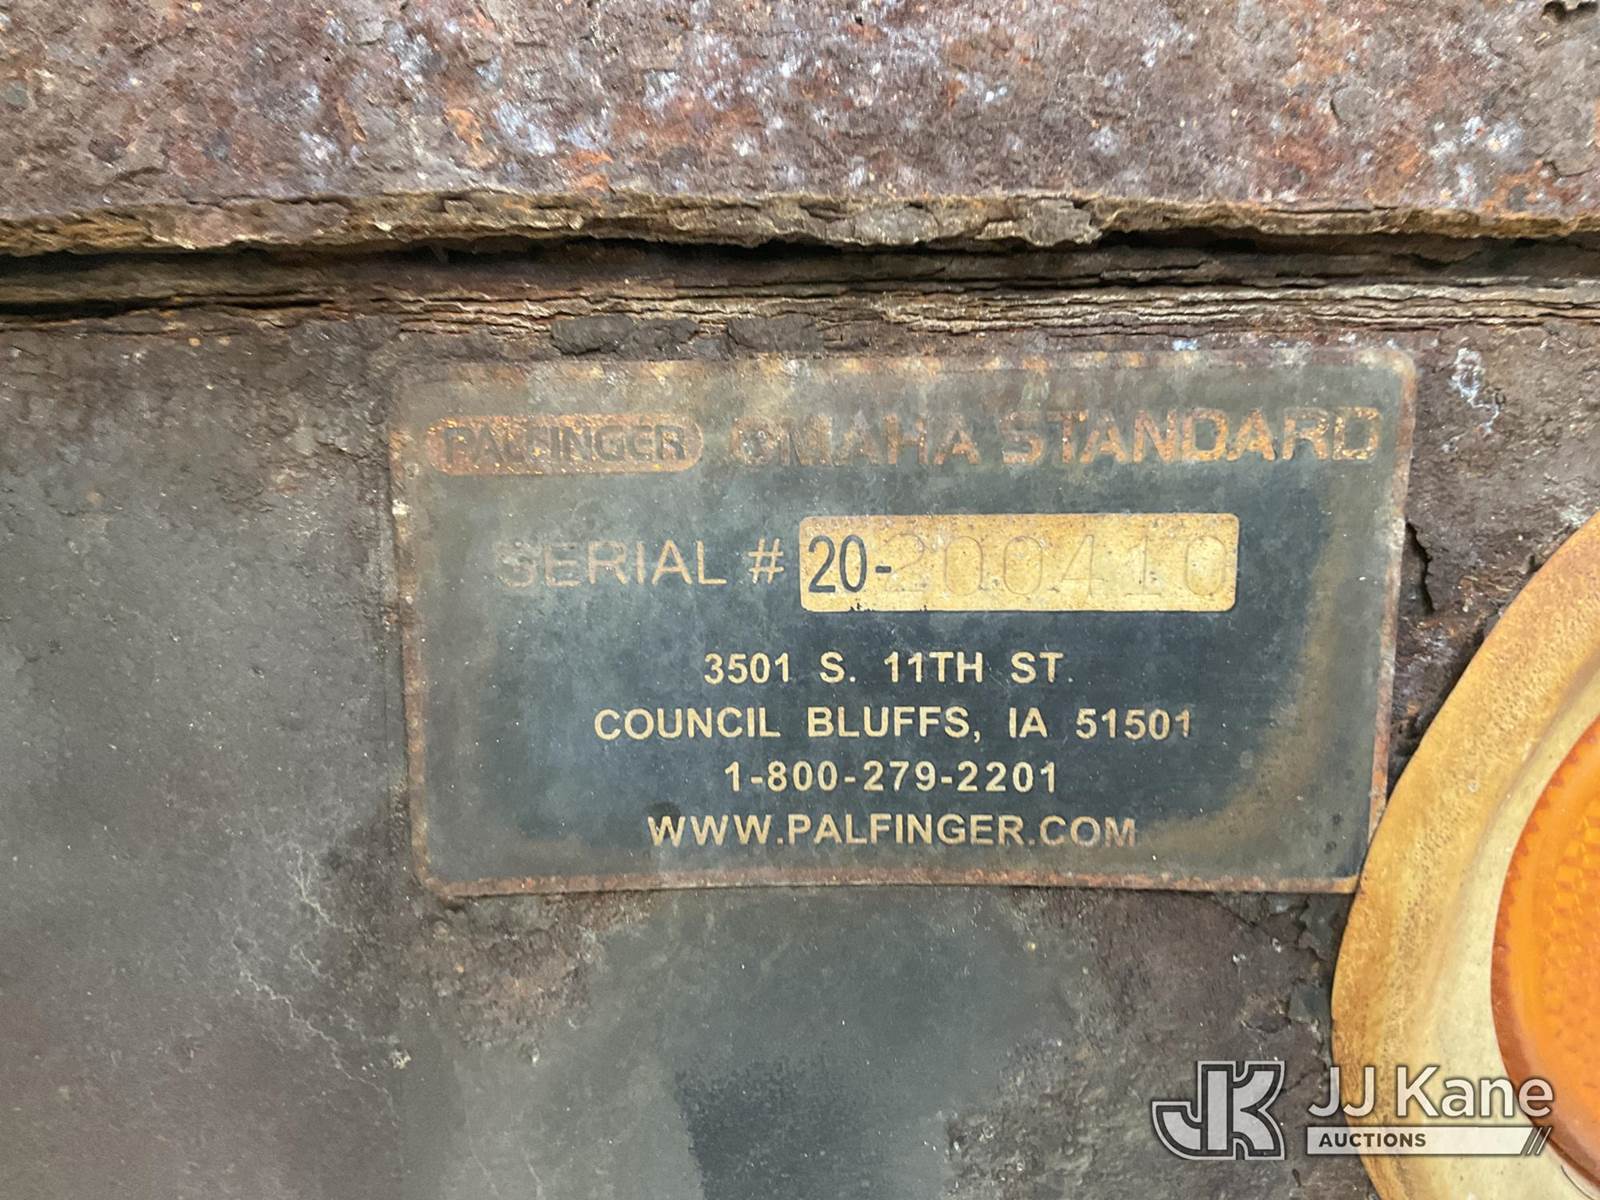 PALFINGER OMAHA STANDARD
SERIAL # 20-200410
3501 S. 11TH ST.
COUNCIL BLUFFS, IA 51501
1-800-279-2201
WWW.PALFINGER.COM
JK JJ Kane
AUCTIONS